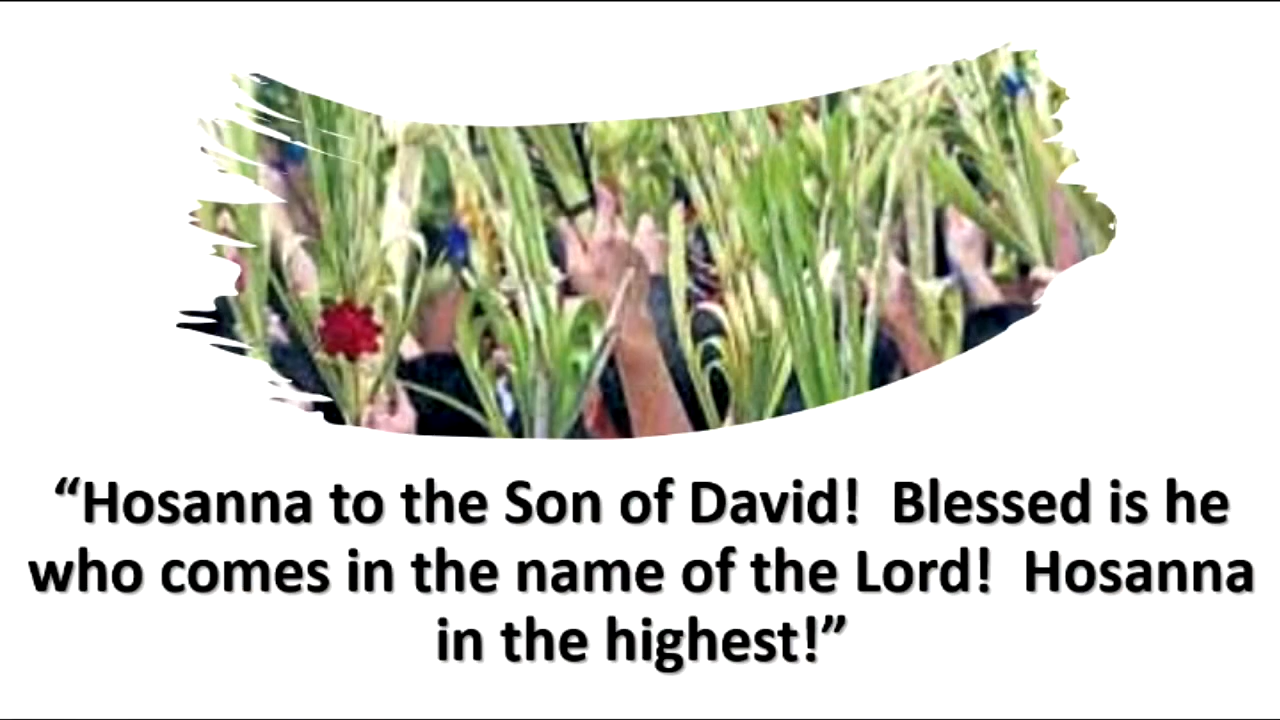 “Hosanna to the Son of David!  Blessed is he
who comes in the name of the Lord!  Hosanna
in the highest!”